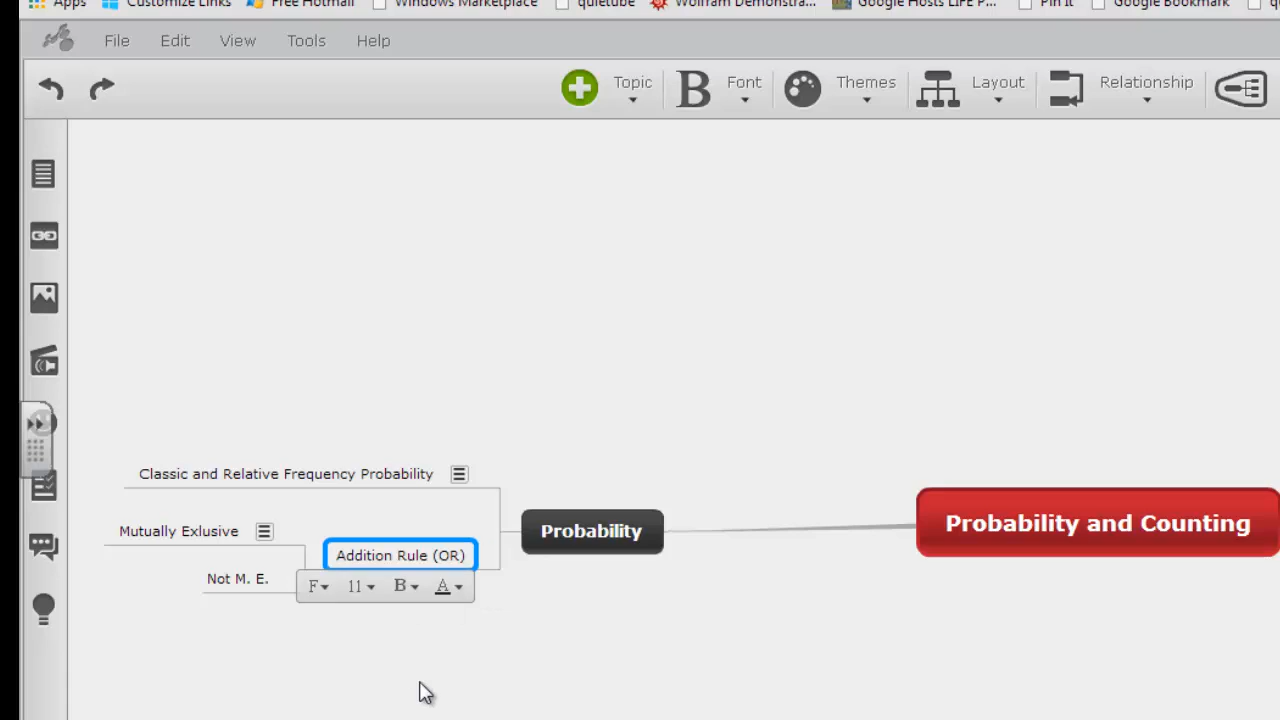 Apps Customize Links Free Hotmail Windows Marketplace quietube Wolfram Demonstra... Google Hosts LIFE P... Pin It Google Bookmark
File Edit View Tools Help
Topic Font Themes Layout Relationship
Classic and Relative Frequency Probability
Mutually Exlusive
Probability
Probability and Counting
Addition Rule (OR)
Not M. E.
F 11 B A